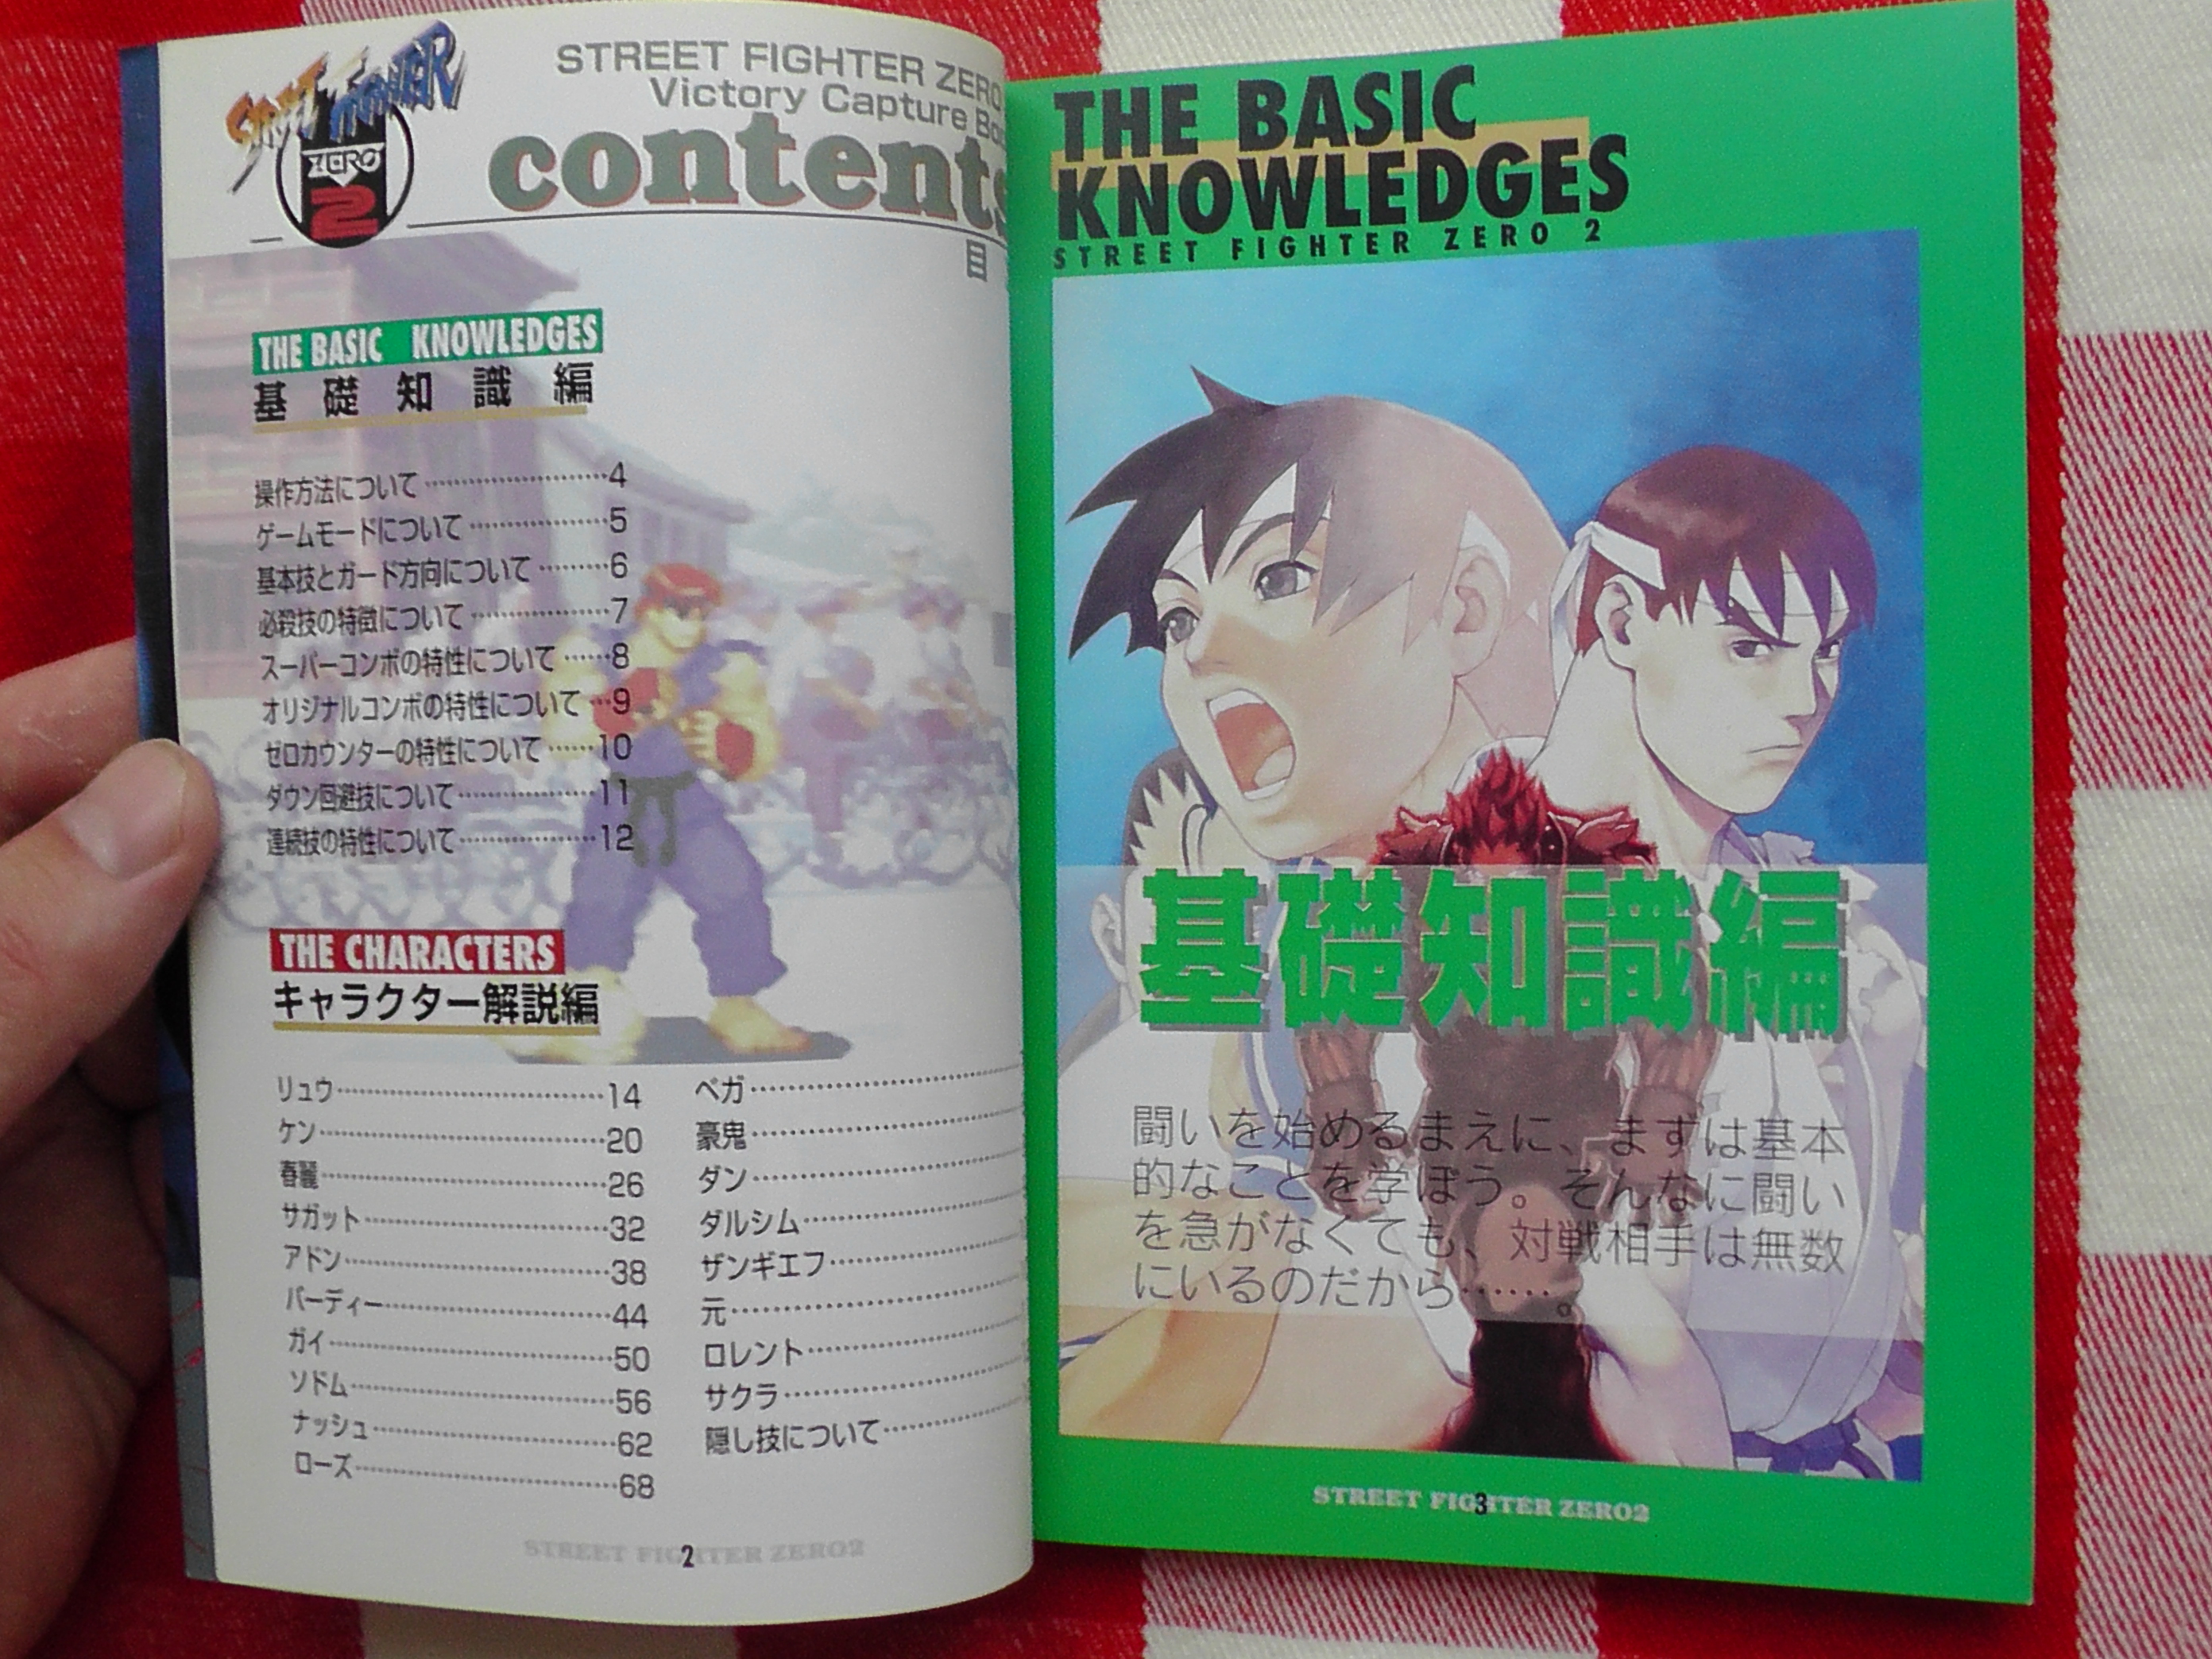 STREET FIGHTER
ZERO
2
STREET FIGHTER ZERO
Victory Capture
contents
目
THE BASIC KNOWLEDGES
基礎知識編
操作方法について………………4
ゲームモードについて…………5
基本技とガード方向について………6
必殺技の特徴について…………7
スーパーコンボの特性について……8
オリジナルコンボの特性について…9
ゼロカウンターの特性について……10
ダウン回避技について…………11
連続技の特性について…………12
THE CHARACTERS
キャラクター解説編
リュウ………………14
ケン………………20
春麗………………26
サガット………………32
アドン………………38
バーディー………………44
ガイ………………50
ソドム………………56
ナッシュ………………62
ローズ………………68
ベガ………………
豪鬼………………
ダン………………
ダルシム………………
ザンギエフ………………
元………………
ロレント………………
サクラ………………
隠し技について…………
STREET FIGHTER ZERO2
2
THE BASIC
KNOWLEDGES
STREET FIGHTER ZERO 2
基礎知識編
闘いを始めるまえに、まずは基本
的なことを学ぼう。そんなに闘い
を急がなくても、対戦相手は無数
にいるのだから……。
STREET FIGHTER ZERO2
3